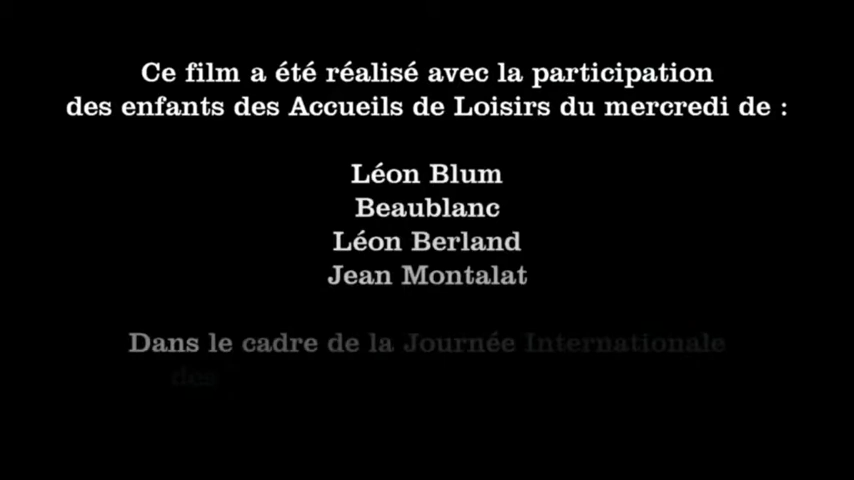 Ce film a été réalisé avec la participation
des enfants des Accueils de Loisirs du mercredi de :
Léon Blum
Beaublanc
Léon Berland
Jean Montalat
Dans le cadre de la Journée Internationale
des